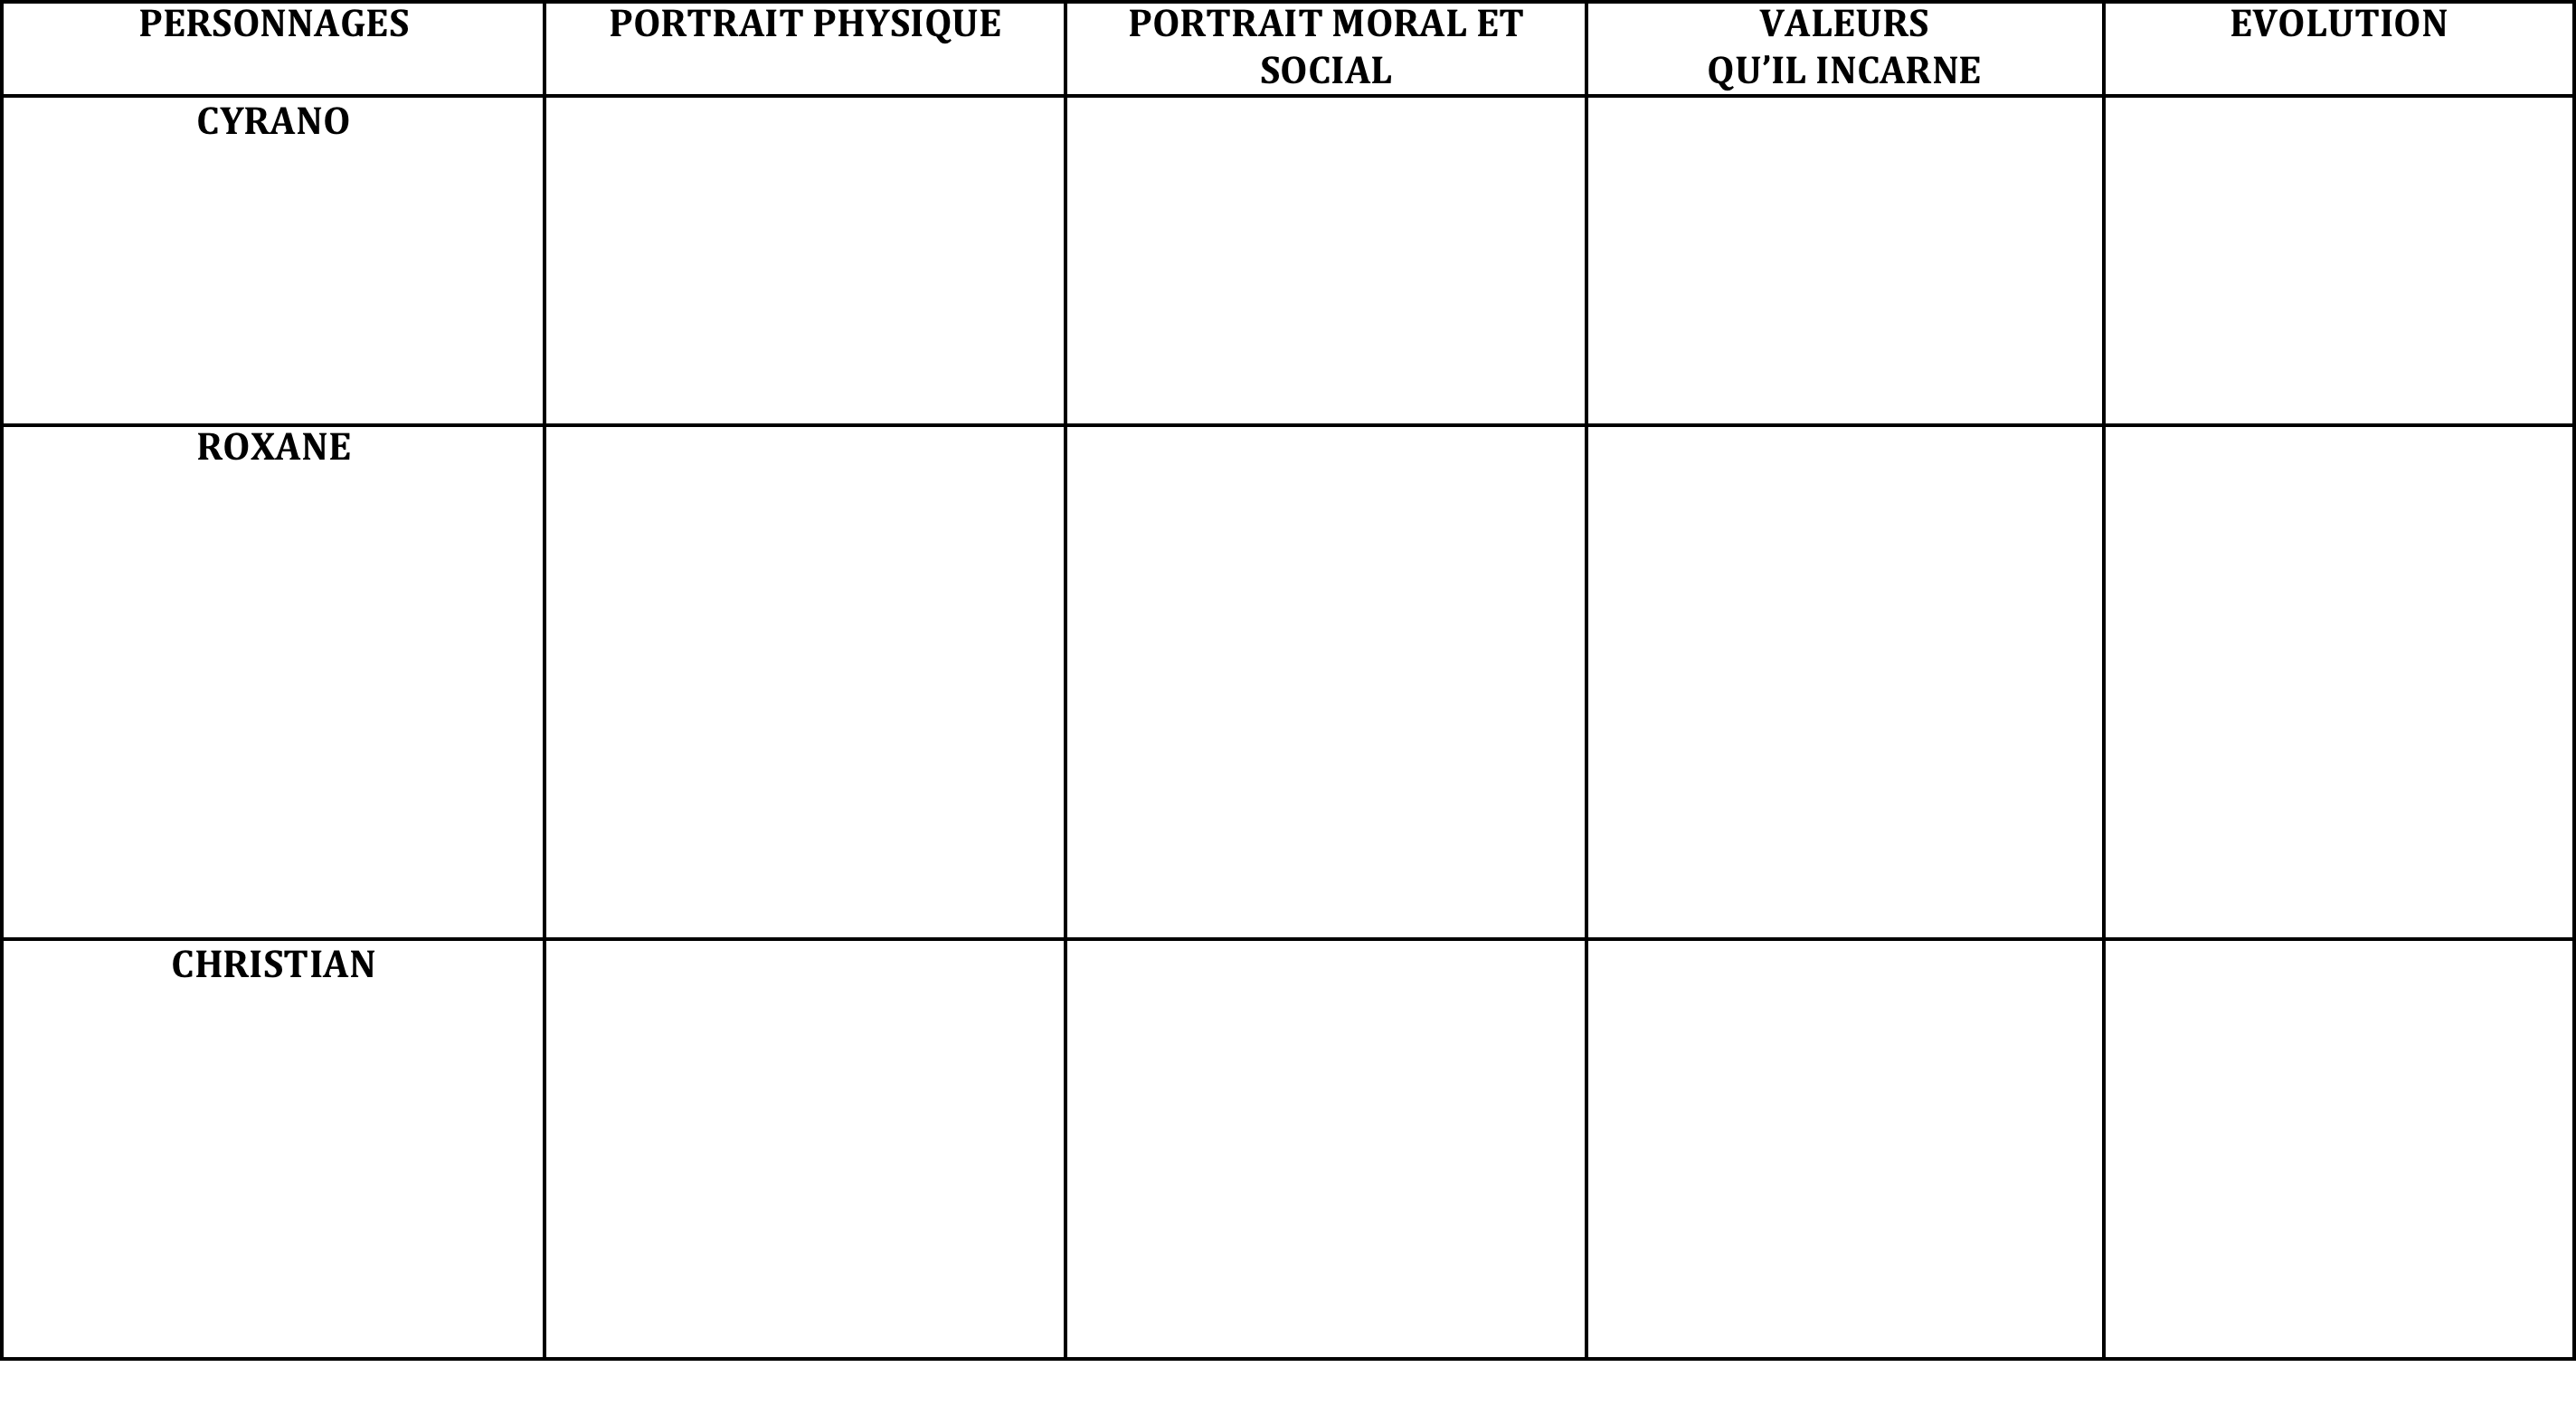 PERSONNAGES
PORTRAIT PHYSIQUE
PORTRAIT MORAL ET
SOCIAL
VALEURS
QU’IL INCARNE
EVOLUTION
CYRANO
ROXANE
CHRISTIAN